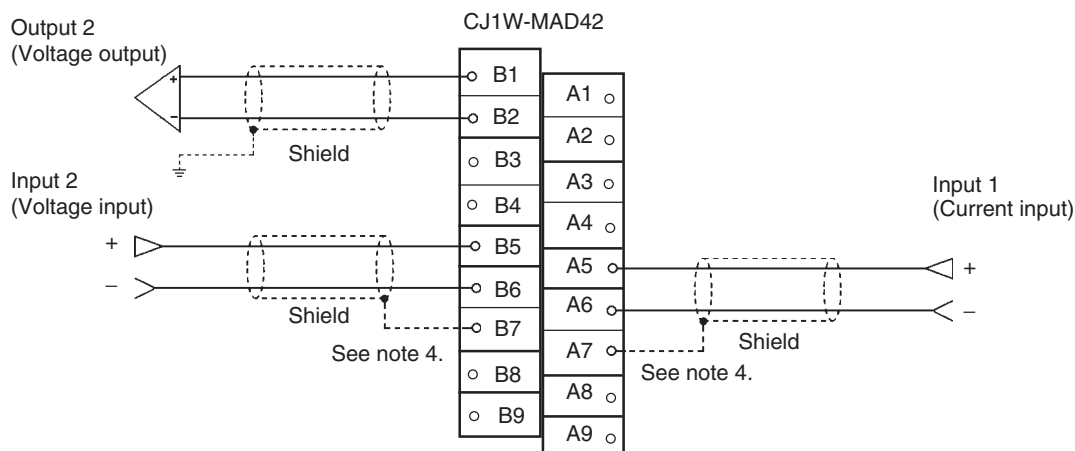 CJ1W-MAD42
Output 2
(Voltage output)
+
−
Shield
Input 2
(Voltage input)
+
−
Shield
See note 4.
B1
B2
B3
B4
B5
B6
B7
B8
B9
A1
A2
A3
A4
A5
A6
A7
A8
A9
Input 1
(Current input)
+
−
Shield
See note 4.